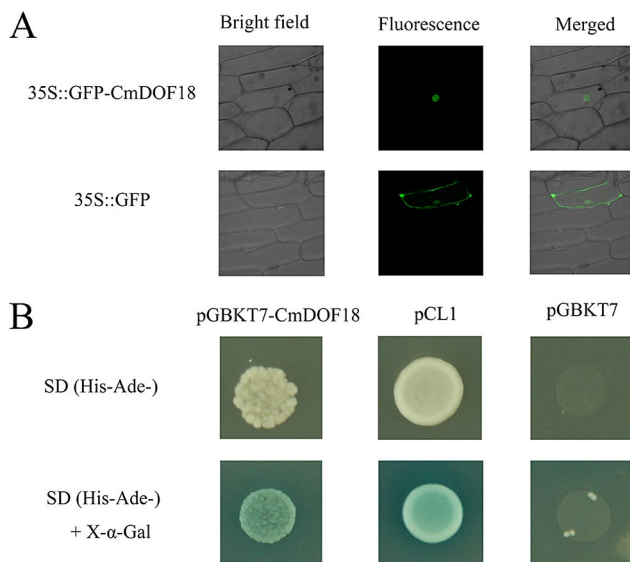 A
Bright field Fluorescence Merged
35S::GFP-CmDOF18
35S::GFP
B
pGBKT7-CmDOF18 pCL1 pGBKT7
SD (His-Ade-)
SD (His-Ade-)
+ X-α-Gal